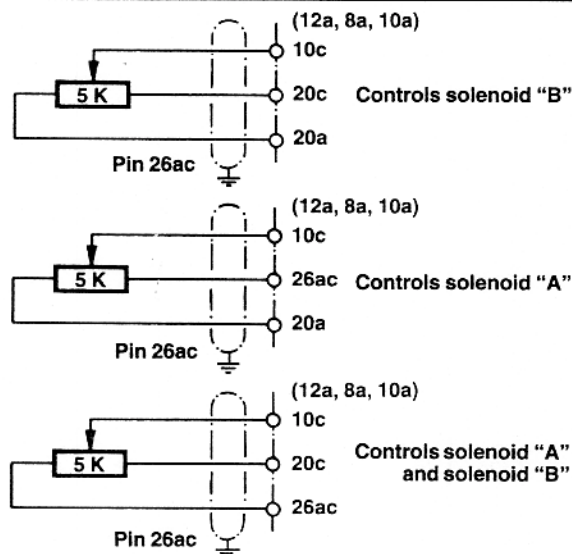 (12a, 8a, 10a)
10c
5 K
20c
Controls solenoid “B”
20a
Pin 26ac
(12a, 8a, 10a)
10c
5 K
26ac
Controls solenoid “A”
20a
Pin 26ac
(12a, 8a, 10a)
10c
5 K
20c
Controls solenoid “A”
and solenoid “B”
26ac
Pin 26ac